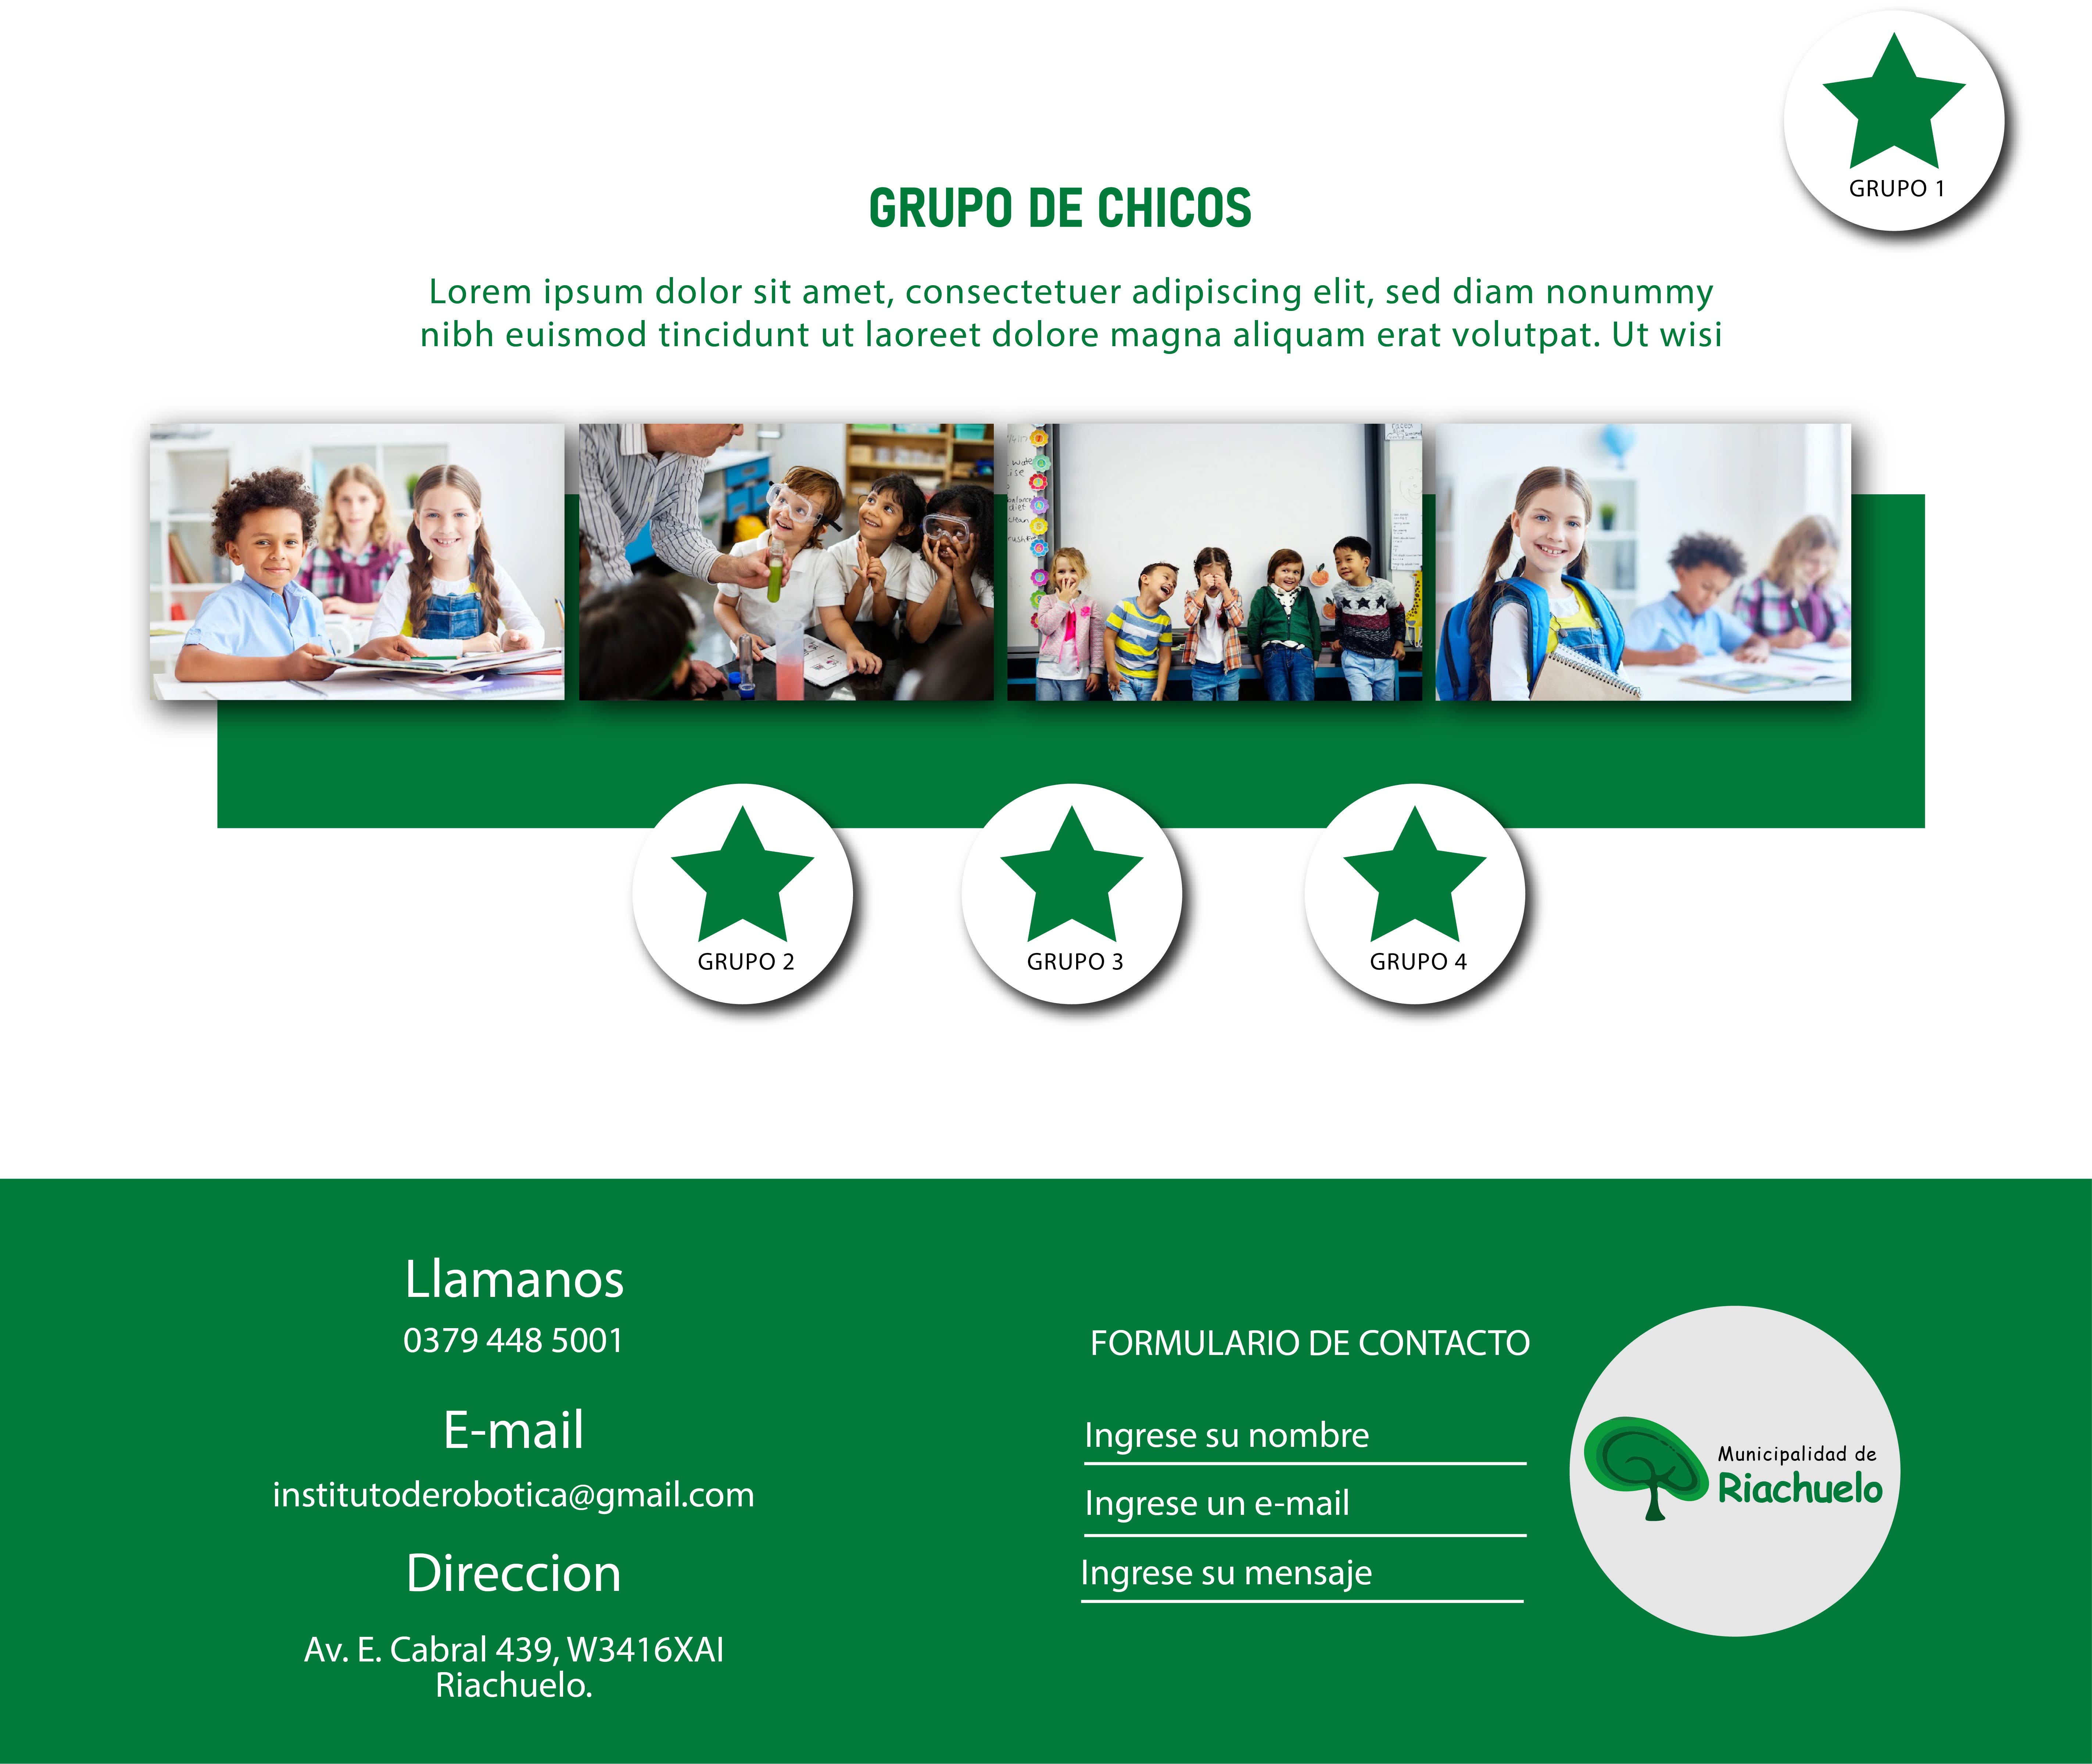 GRUPO 1
GRUPO DE CHICOS
Lorem ipsum dolor sit amet, consectetuer adipiscing elit, sed diam nonummy
nibh euismod tincidunt ut laoreet dolore magna aliquam erat volutpat. Ut wisi
GRUPO 2
GRUPO 3
GRUPO 4
Llamanos
0379 448 5001
E-mail
institutoderobotica@gmail.com
Direccion
Av. E. Cabral 439, W3416XAI
Riachuelo.
FORMULARIO DE CONTACTO
Ingrese su nombre
Ingrese un e-mail
Ingrese su mensaje
Municipalidad de
Riachuelo